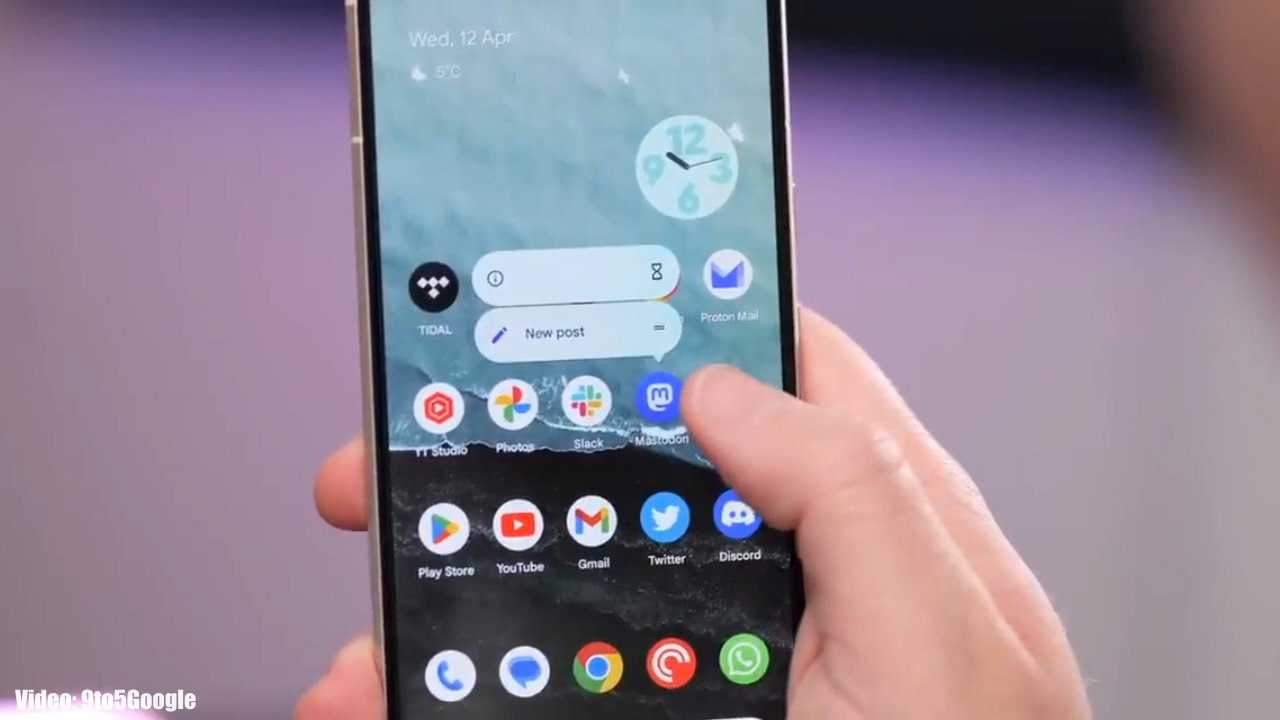 Wed, 12 Apr
5°C
12
9 3
6
TIDAL
New post
Proton Mail
YT Studio Photos Slack Mastodon
Play Store YouTube Gmail Twitter Discord
Video: 9to5Google